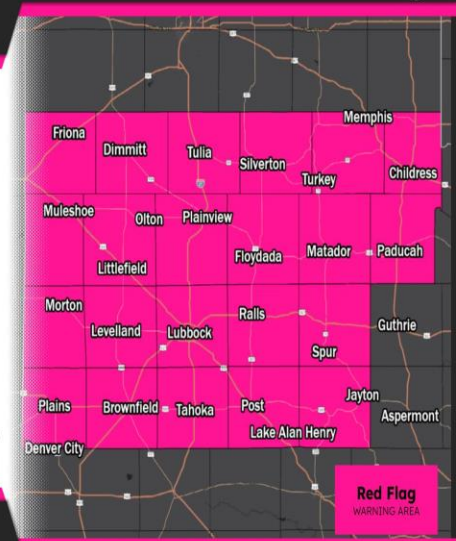 Memphis
Friona
Dimmitt
Tulia
Silverton
Turkey
Childress
Muleshoe
Olton
Plainview
Littlefield
Floydada
Matador
Paducah
Morton
Levelland
Lubbock
Ralls
Spur
Guthrie
Plains
Brownfield
Tahoka
Post
Jayton
Lake Alan Henry
Aspermont
Denver City
Red Flag
WARNING AREA